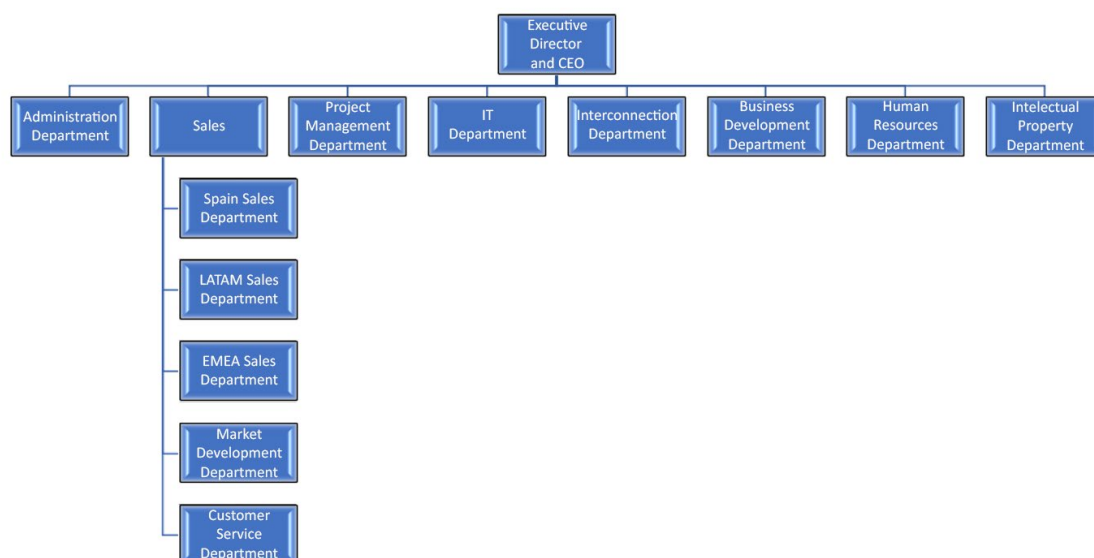 Executive
Director
and CEO
Administration
Department
Sales
Project
Management
Department
IT
Department
Interconnection
Department
Business
Development
Department
Human
Resources
Department
Intelectual
Property
Department
Spain Sales
Department
LATAM Sales
Department
EMEA Sales
Department
Market
Development
Department
Customer
Service
Department